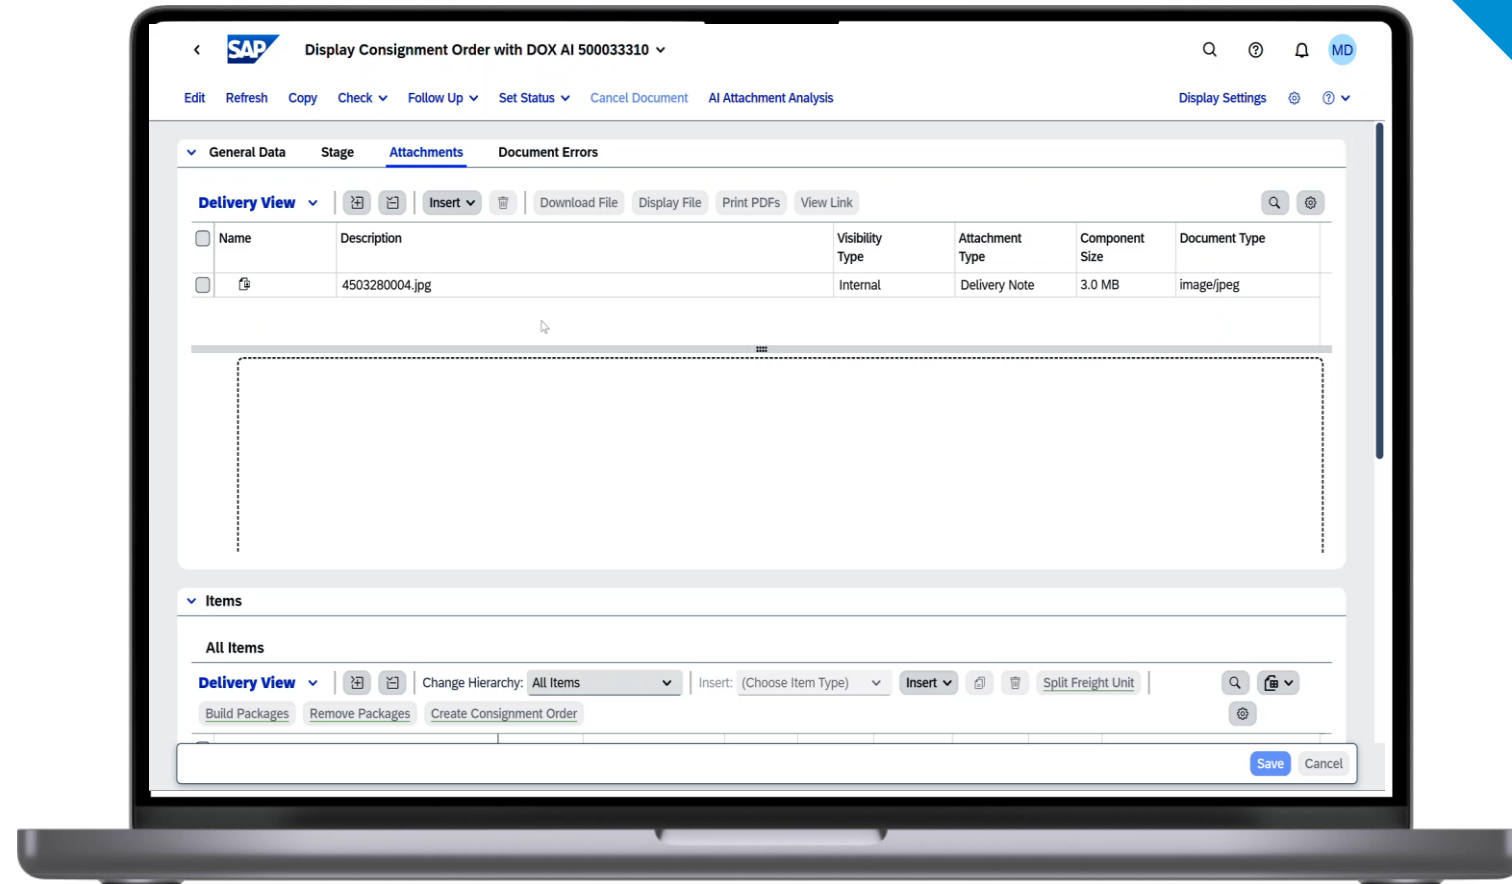 SAP Display Consignment Order with DOX AI 500033310 MD
Edit Refresh Copy Check Follow Up Set Status Cancel Document AI Attachment Analysis Display Settings
General Data Stage Attachments Document Errors
Delivery View Insert Download File Display File Print PDFs View Link
Name Description Visibility Type Attachment Type Component Size Document Type
4503280004.jpg Internal Delivery Note 3.0 MB image/jpeg
Items
All Items
Delivery View Change Hierarchy: All Items Insert: (Choose Item Type) Insert Split Freight Unit
Build Packages Remove Packages Create Consignment Order
Save Cancel